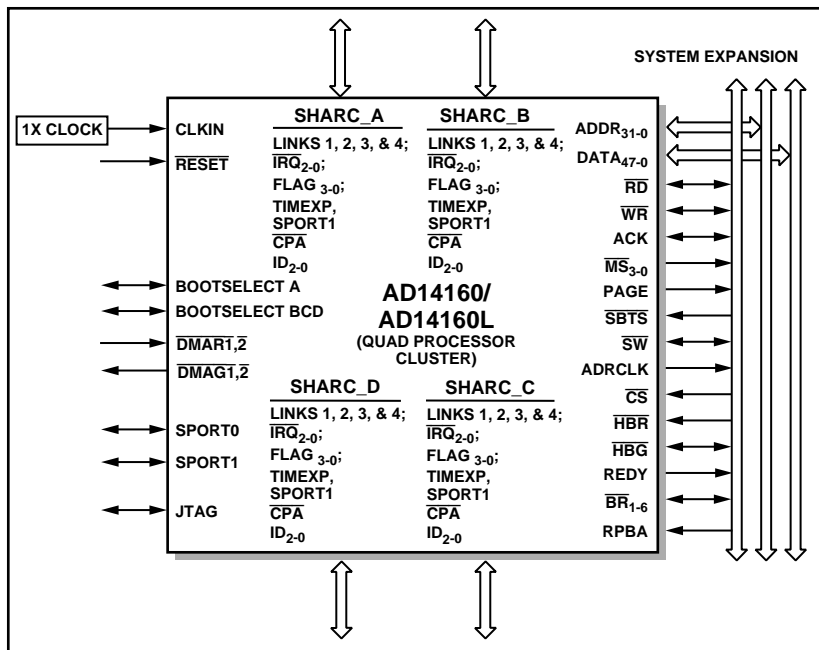 SYSTEM EXPANSION
1X CLOCK
CLKIN
RESET
BOOTSELECT A
BOOTSELECT BCD
DMAR1,2
DMAG1,2
SPORT0
SPORT1
JTAG
SHARC_A
LINKS 1, 2, 3, & 4;
IRQ2-0;
FLAG 3-0;
TIMEXP,
SPORT1
CPA
ID2-0
SHARC_B
LINKS 1, 2, 3, & 4;
IRQ2-0;
FLAG 3-0;
TIMEXP,
SPORT1
CPA
ID2-0
AD14160/
AD14160L
(QUAD PROCESSOR
CLUSTER)
SHARC_D
LINKS 1, 2, 3, & 4;
IRQ2-0;
FLAG 3-0;
TIMEXP,
SPORT1
CPA
ID2-0
SHARC_C
LINKS 1, 2, 3, & 4;
IRQ2-0;
FLAG 3-0;
TIMEXP,
SPORT1
CPA
ID2-0
ADDR31-0
DATA47-0
RD
WR
ACK
MS3-0
PAGE
SBTS
SW
ADRCLK
CS
HBR
HBG
REDY
BR1-6
RPBA